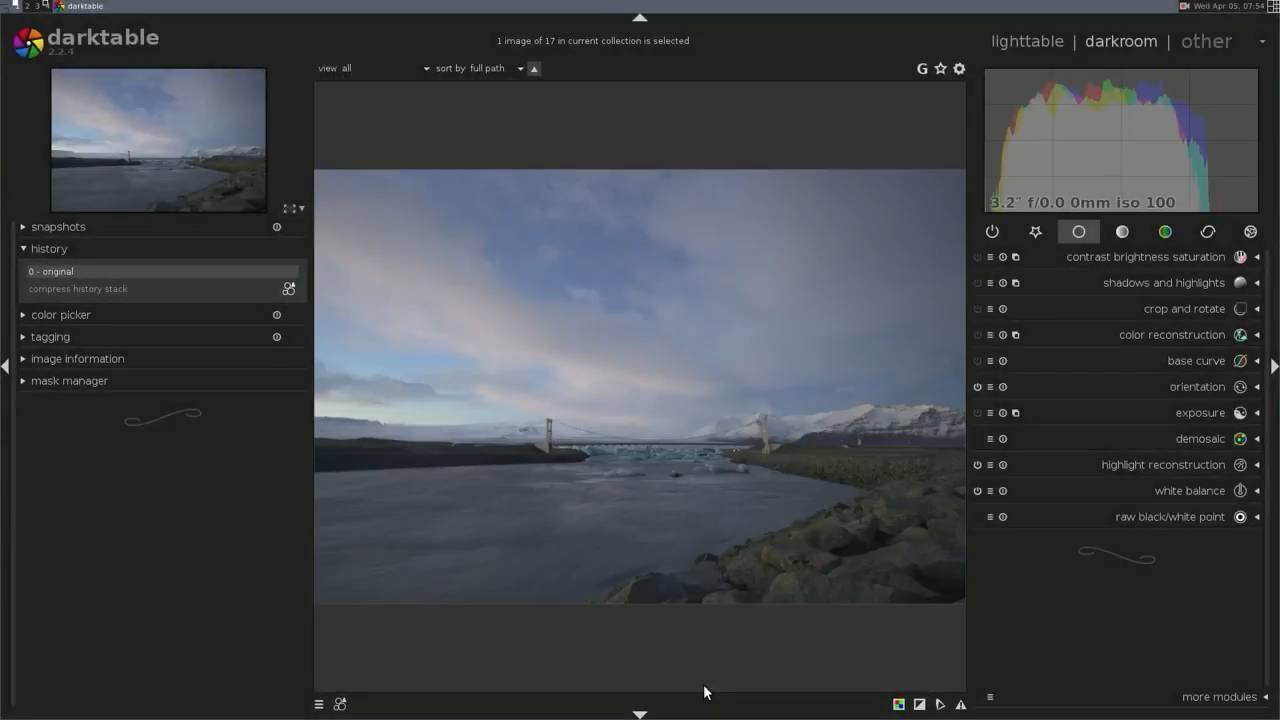 2 3 darktable
Wed Apr 05, 07:54
darktable
2.2.4
1 image of 17 in current collection is selected
lighttable | darkroom | other
view all
sort by full path
G
3.2" f/0.0 0mm iso 100
snapshots
history
0 - original
compress history stack
color picker
tagging
image information
mask manager
contrast brightness saturation
shadows and highlights
crop and rotate
color reconstruction
base curve
orientation
exposure
demosaic
highlight reconstruction
white balance
raw black/white point
more modules